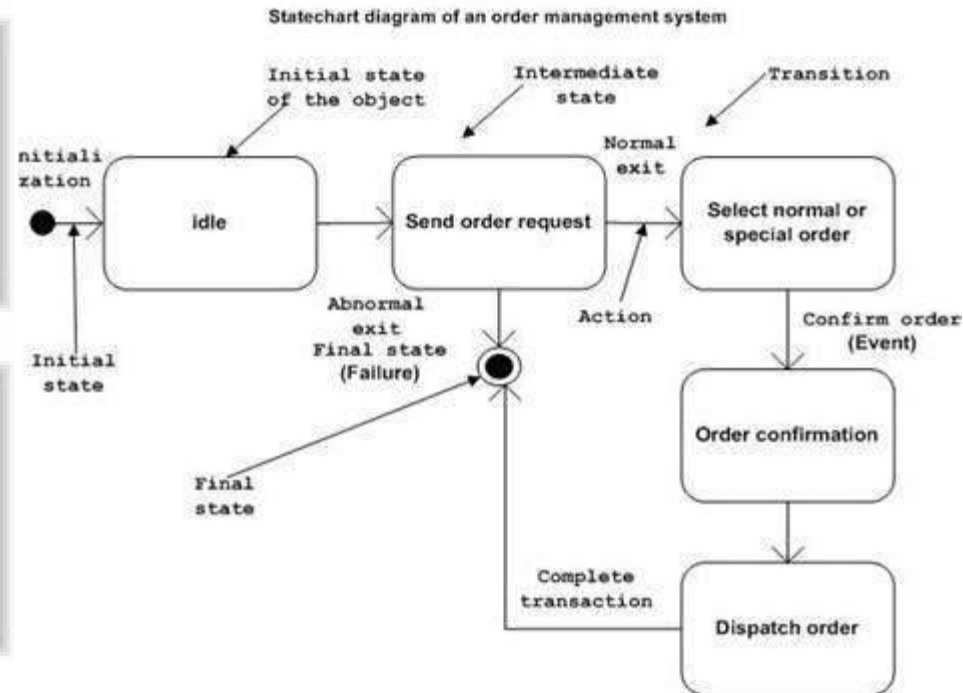 Statechart diagram of an order management system
Initial state
of the object
Intermediate
state
Transition
nitiali
zation
Normal
exit
idle
Send order request
Select normal or
special order
Abnormal
exit
Final state
(Failure)
Action
Confirm order
(Event)
Initial
state
Order confirmation
Final
state
Complete
transaction
Dispatch order